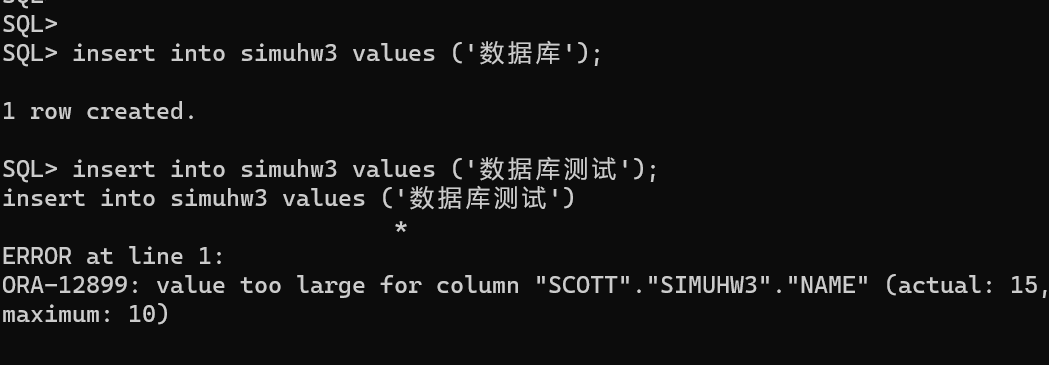 SQL>
SQL>
SQL> insert into simuhw3 values ('数据库');
1 row created.
SQL> insert into simuhw3 values ('数据库测试');
insert into simuhw3 values ('数据库测试')
*
ERROR at line 1:
ORA-12899: value too large for column "SCOTT"."SIMUHW3"."NAME" (actual: 15,
maximum: 10)